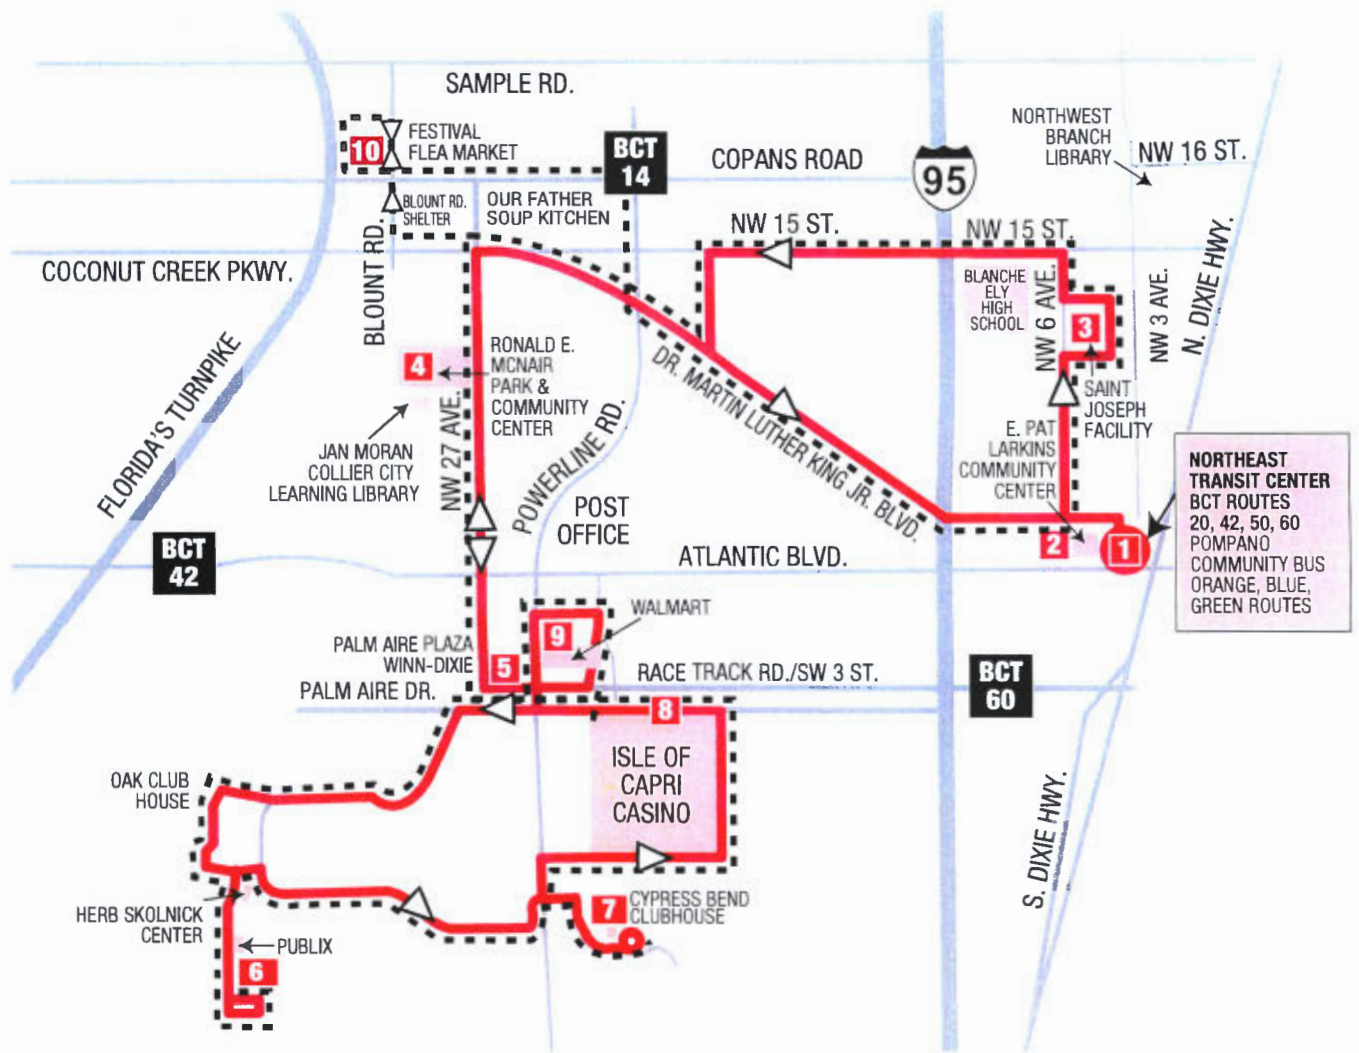 SAMPLE RD.
10
FESTIVAL
FLEA MARKET
BCT
14
COPANS ROAD
95
NORTHWEST
BRANCH
LIBRARY
NW 16 ST.
BLOUNT RD.
SHELTER
OUR FATHER
SOUP KITCHEN
NW 15 ST.
NW 15 ST.
COCONUT CREEK PKWY.
BLOUNT RD.
BLANCHE
ELY
HIGH
SCHOOL
NW 6 AVE.
3
NW 3 AVE.
N. DIXIE HWY.
4
RONALD E.
MCNAIR
PARK &
COMMUNITY
CENTER
DR. MARTIN LUTHER KING JR. BLVD.
SAINT
JOSEPH
FACILITY
FLORIDA'S TURNPIKE
JAN MORAN
COLLIER CITY
LEARNING LIBRARY
NW 27 AVE.
POWERLINE RD.
E. PAT
LARKINS
COMMUNITY
CENTER
POST
OFFICE
NORTHEAST
TRANSIT CENTER
BCT ROUTES
20, 42, 50, 60
POMPANO
COMMUNITY BUS
ORANGE, BLUE,
GREEN ROUTES
BCT
42
ATLANTIC BLVD.
2
1
PALM AIRE PLAZA
WINN-DIXIE
5
9
WALMART
PALM AIRE DR.
RACE TRACK RD./SW 3 ST.
BCT
60
8
ISLE OF
CAPRI
CASINO
OAK CLUB
HOUSE
S. DIXIE HWY.
HERB SKOLNICK
CENTER
PUBLIX
6
7
CYPRESS BEND
CLUBHOUSE